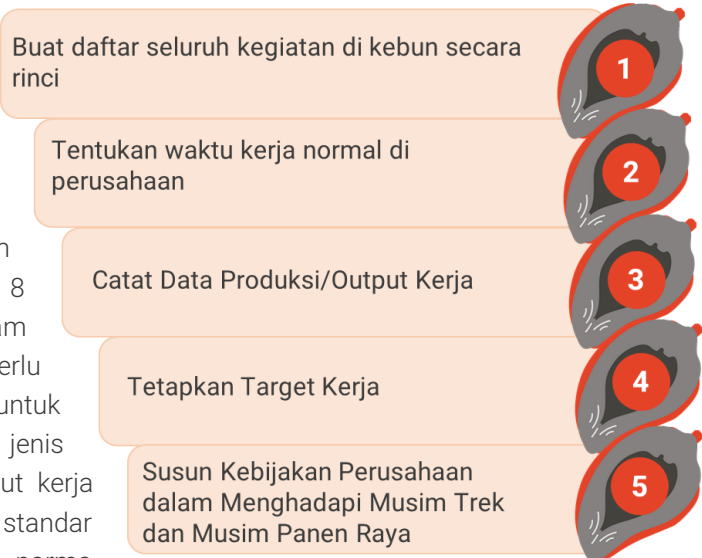 Buat daftar seluruh kegiatan di kebun secara
rinci
1
Tentukan waktu kerja normal di
perusahaan
2
Catat Data Produksi/Output Kerja
3
Tetapkan Target Kerja
4
Susun Kebijakan Perusahaan
dalam Menghadapi Musim Trek
dan Musim Panen Raya
5
8
untuk
jenis
kerja
standar